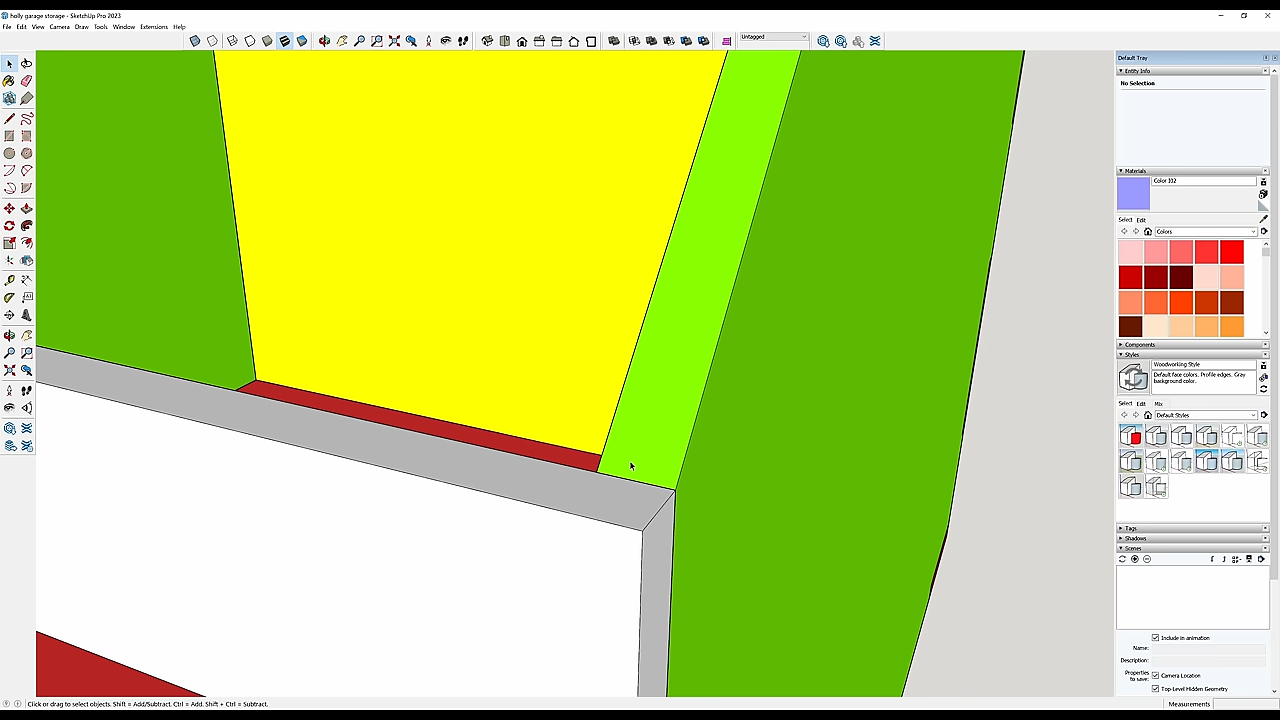 holly garage storage - SketchUp Pro 2023
File Edit View Camera Draw Tools Window Extensions Help
Untagged
Default Tray
Entity Info
No Selection
Materials
Color I02
Select Edit
Colors
Components
Styles
Woodworking Style
Default face colors. Profile edges. Gray
background color.
Select Edit Mix
Default Styles
Tags
Shadows
Scenes
Include in animation
Name:
Description:
Properties
to save:
Camera Location
Top-Level Hidden Geometry
Click or drag to select objects. Shift = Add/Subtract. Ctrl = Add. Shift + Ctrl = Subtract.
Measurements